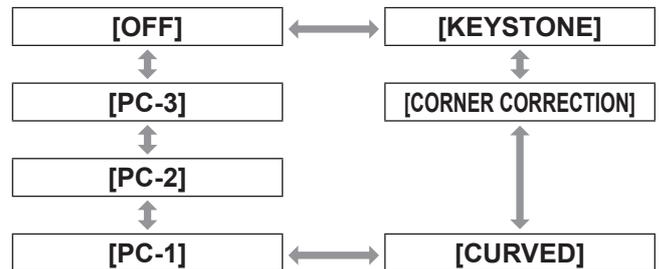 [OFF] [KEYSTONE]
[PC-3] [CORNER CORRECTION]
[PC-2]
[PC-1] [CURVED]